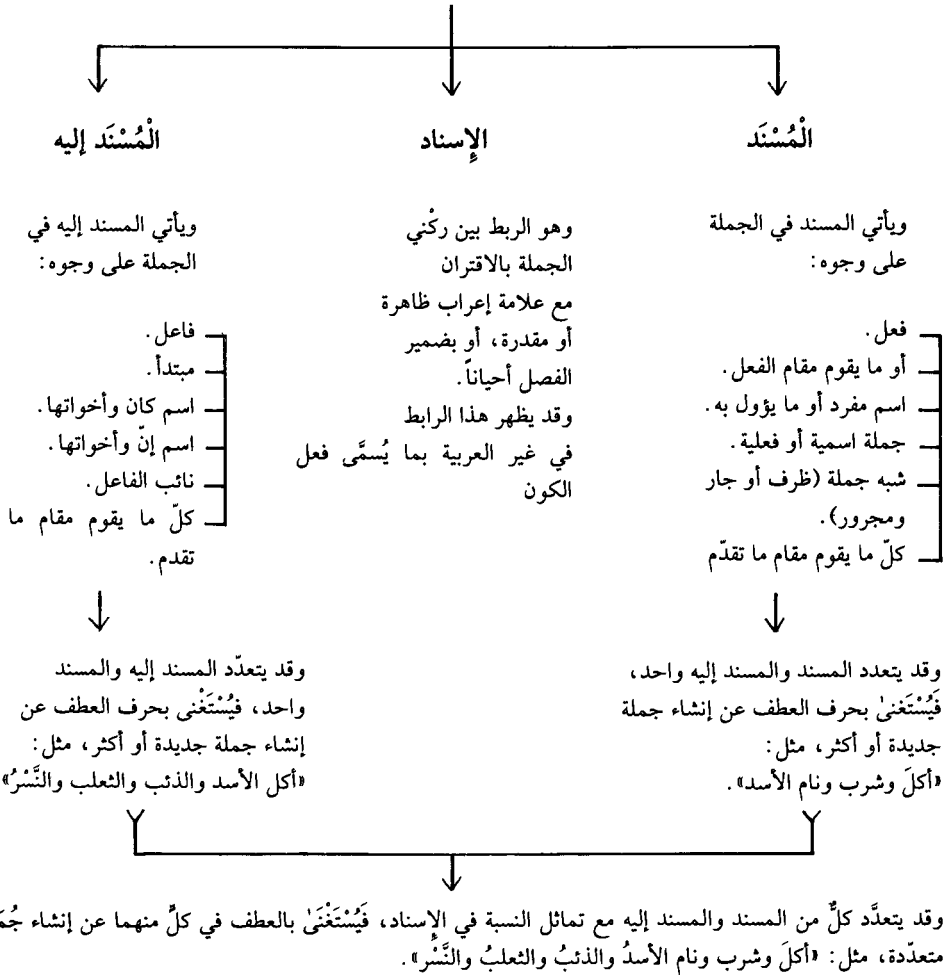 الْمُسْنَد
ويأتي المسند في الجملة
على وجوه:
فعل.
أو ما يقوم مقام الفعل.
اسم مفرد أو ما يؤول به.
جملة اسمية أو فعلية.
شبه جملة (ظرف أو جار
ومجرور).
كلّ ما يقوم مقام ما تقدّم
وقد يتعدد المسند والمسند إليه واحد،
فَيُسْتَغنىٰ بحرف العطف عن إنشاء جملة
جديدة أو أكثر، مثل:
«أكلَ وشرب ونام الأسد».
الإِسناد
وهو الربط بين ركْني
الجملة بالاقتران
مع علامة إعراب ظاهرة
أو مقدرة، أو بضمير
الفصل أحياناً.
وقد يظهر هذا الرابط
في غير العربية بما يُسمَّى فعل
الكون
الْمُسْنَد إليه
ويأتي المسند إليه في
الجملة على وجوه:
فاعل.
مبتدأ.
اسم كان وأخواتها.
اسم إنّ وأخواتها.
نائب الفاعل.
كلّ ما يقوم مقام ما
تقدم.
وقد يتعدّد المسند إليه والمسند
واحد، فيُسْتَغْنى بحرف العطف عن
إنشاء جملة جديدة أو أكثر، مثل:
«أكل الأسد والذئب والثعلب والنَّسْرُ»
وقد يتعدَّد كلٌّ من المسند والمسند إليه مع تماثل النسبة في الإِسناد، فَيُسْتَغْنَىٰ بالعطف في كلٍّ منهما عن إنشاء
متعدّدة، مثل: «أكلَ وشرب ونام الأسدُ والذئبُ والثعلبُ والنَّسْر».